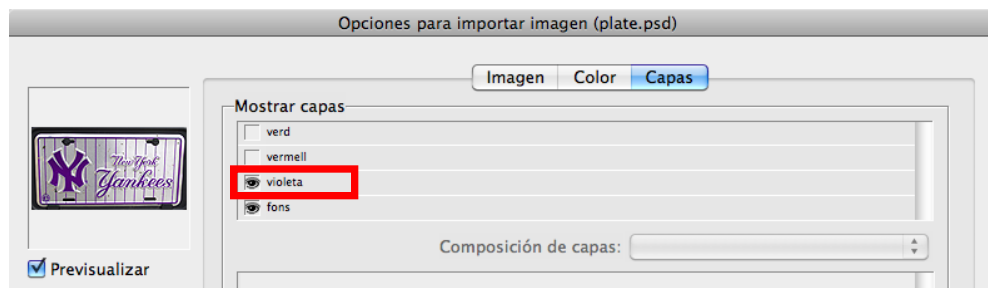 Opciones para importar imagen (plate.psd)
Imagen Color Capas
Mostrar capas
verd
vermell
violeta
fons
NY New York
Yankees
Composición de capas:
Previsualizar